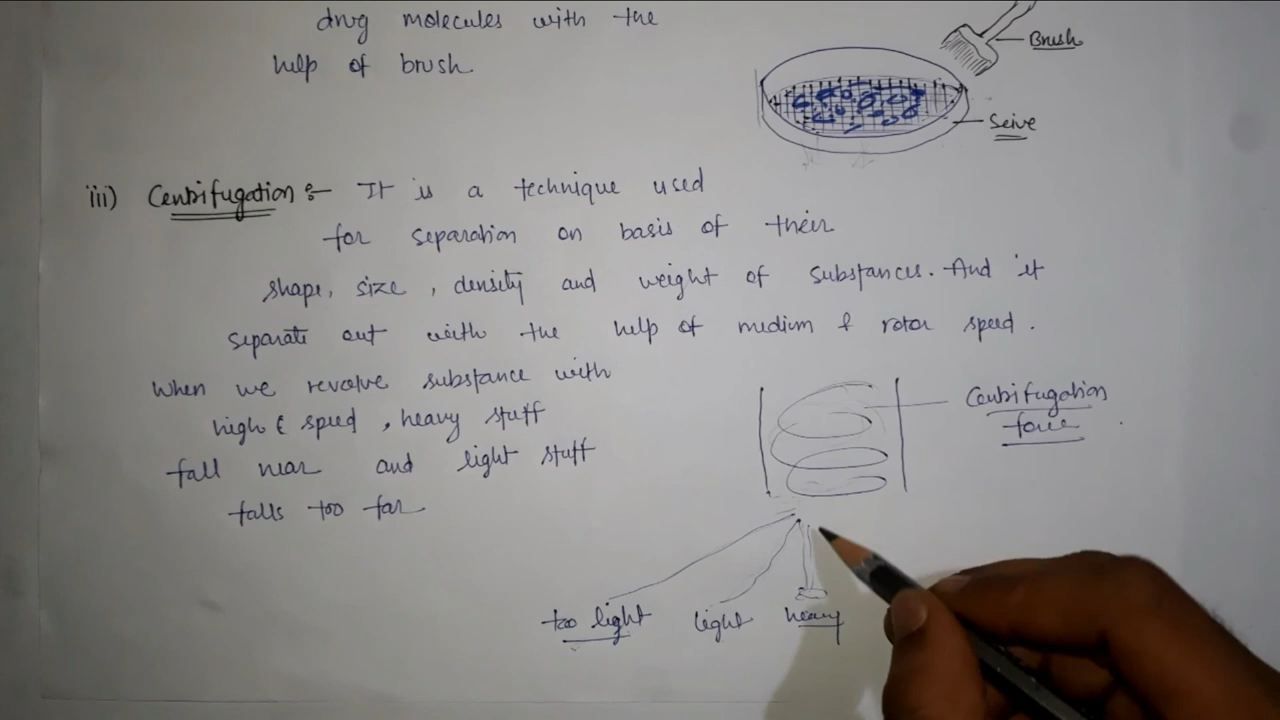 drug molecules with the
help of brush.
Brush
Seive
iii) Centrifugation :- It is a technique used
for separation on basis of their
shape, size, density and weight of substances. And it
separate out with the help of medium & rotor speed.
When we revolve substance with
high speed, heavy stuff
fall near and light stuff
falls too far
Centrifugation
force
too light light heavy